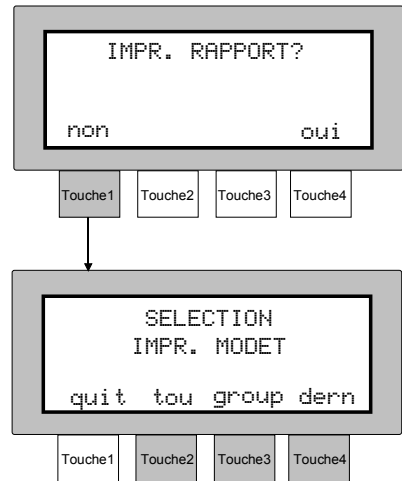 IMPR. RAPPORT?
non oui
Touche1 Touche2 Touche3 Touche4
SELECTION
IMPR. MODET
quit tou group dern
Touche1 Touche2 Touche3 Touche4